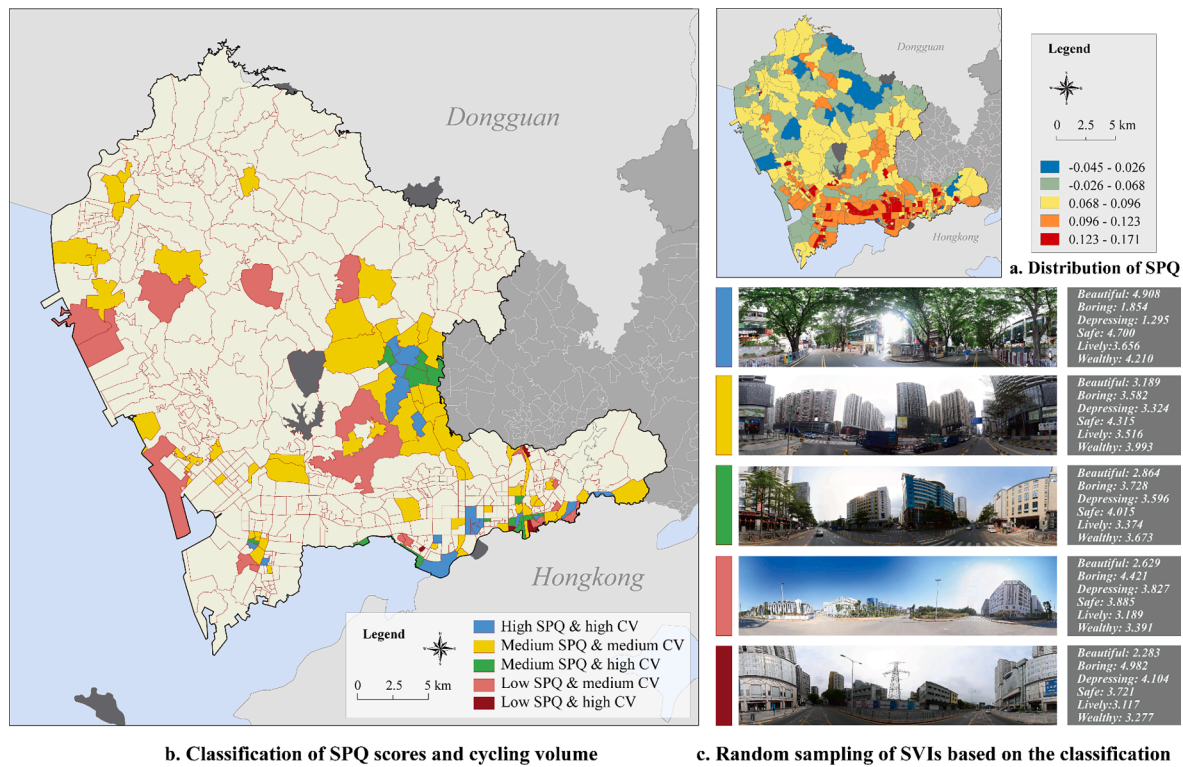 Dongguan
Hongkong
Legend
0 2.5 5 km
High SPQ & high CV
Medium SPQ & medium CV
Medium SPQ & high CV
Low SPQ & medium CV
Low SPQ & high CV
b. Classification of SPQ scores and cycling volume
Dongguan
Hongkong
Legend
0 2.5 5 km
-0.045 - 0.026
-0.026 - 0.068
0.068 - 0.096
0.096 - 0.123
0.123 - 0.171
a. Distribution of SPQ
Beautiful: 4.908
Boring: 1.854
Depressing: 1.295
Safe: 4.700
Lively:3.656
Wealthy: 4.210
Beautiful: 3.189
Boring: 3.582
Depressing: 3.324
Safe: 4.315
Lively: 3.516
Wealthy: 3.993
Beautiful: 2.864
Boring: 3.728
Depressing: 3.596
Safe: 4.015
Lively: 3.374
Wealthy: 3.673
Beautiful: 2.629
Boring: 4.421
Depressing: 3.827
Safe: 3.885
Lively: 3.189
Wealthy: 3.391
Beautiful: 2.283
Boring: 4.982
Depressing: 4.104
Safe: 3.721
Lively:3.117
Wealthy: 3.277
c. Random sampling of SVIs based on the classification